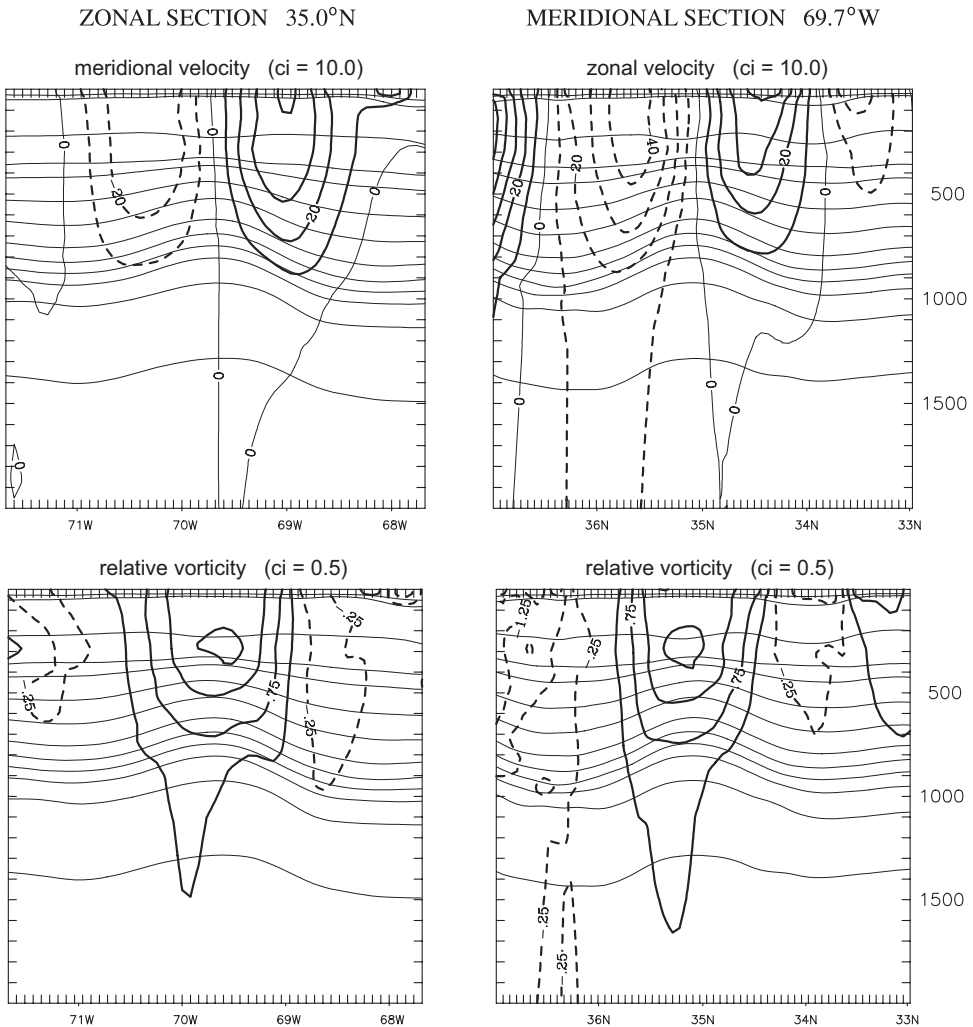 ZONAL SECTION 35.0°N
MERIDIONAL SECTION 69.7°W
meridional velocity (ci = 10.0)
zonal velocity (ci = 10.0)
0
20
0
20
0
0
0
0
71W
70W
69W
68W
20
0
20
40
20
0
0
0
0
500
1000
1500
36N
35N
34N
33N
relative vorticity (ci = 0.5)
relative vorticity (ci = 0.5)
-.25
.75
-.25
-.25
71W
70W
69W
68W
-1.25
-.25
.75
.75
-.25
-.25
-.25
500
1000
1500
36N
35N
34N
33N